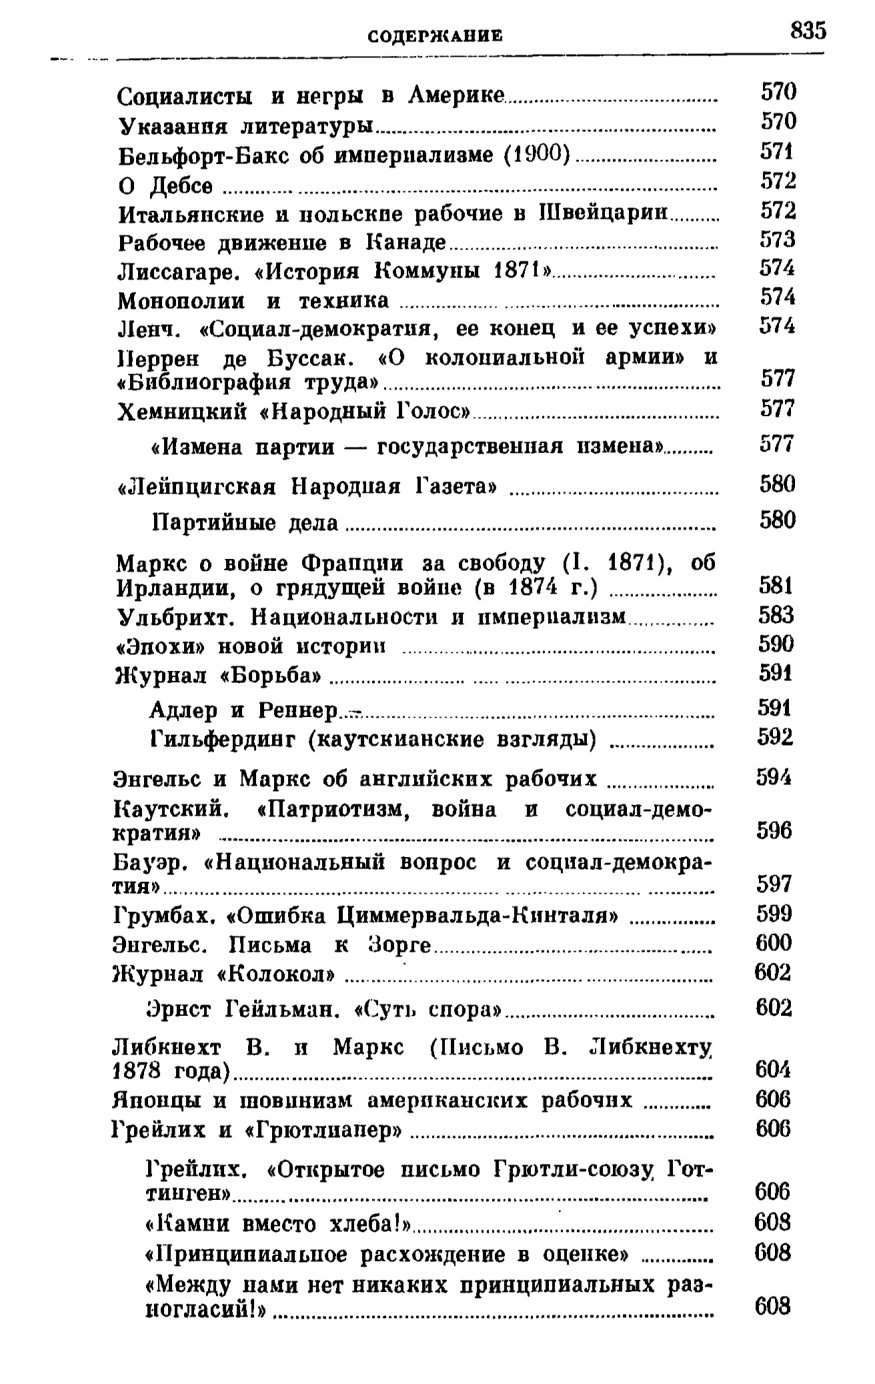 СОДЕРЖАНИЕ 835
Социалисты и негры в Америке 570
Указания литературы 570
Бельфорт-Бакс об империализме (1900) 571
О Дебсе 572
Итальянские и польские рабочие в Швейцарии 572
Рабочее движение в Канаде 573
Лиссагаре. «История Коммуны 1871» 574
Монополии и техника 574
Ленч. «Социал-демократия, ее конец и ее успехи» 574
Перрен де Буссак. «О колониальной армии» и
«Библиография труда» 577
Хемницкий «Народный Голос» 577
«Измена партии — государственная измена» 577
«Лейпцигская Народная Газета» 580
Партийные дела 580
Маркс о войне Франции за свободу (I. 1871), об
Ирландии, о грядущей войне (в 1874 г.) 581
Ульбрихт. Национальности и империализм 583
«Эпохи» новой истории 590
Журнал «Борьба» 591
Адлер и Реннер 591
Гильфердинг (каутскианские взгляды) 592
Энгельс и Маркс об английских рабочих 594
Каутский. «Патриотизм, война и социал-демо-
кратия» 596
Бауэр. «Национальный вопрос и социал-демокра-
тия» 597
Грумбах. «Ошибка Циммервальда-Кинталя» 599
Энгельс. Письма к Зорге 600
Журнал «Колокол» 602
Эрнст Гейльман. «Суть спора» 602
Либкнехт В. и Маркс (Письмо В. Либкнехту,
1878 года) 604
Японцы и шовинизм американских рабочих 606
Грейлих и «Грютлианер» 606
Грейлих. «Открытое письмо Грютли-союзу, Гот-
тинген» 606
«Камни вместо хлеба!» 608
«Принципиальное расхождение в оценке» 608
«Между нами нет никаких принципиальных раз-
ногласий!» 608